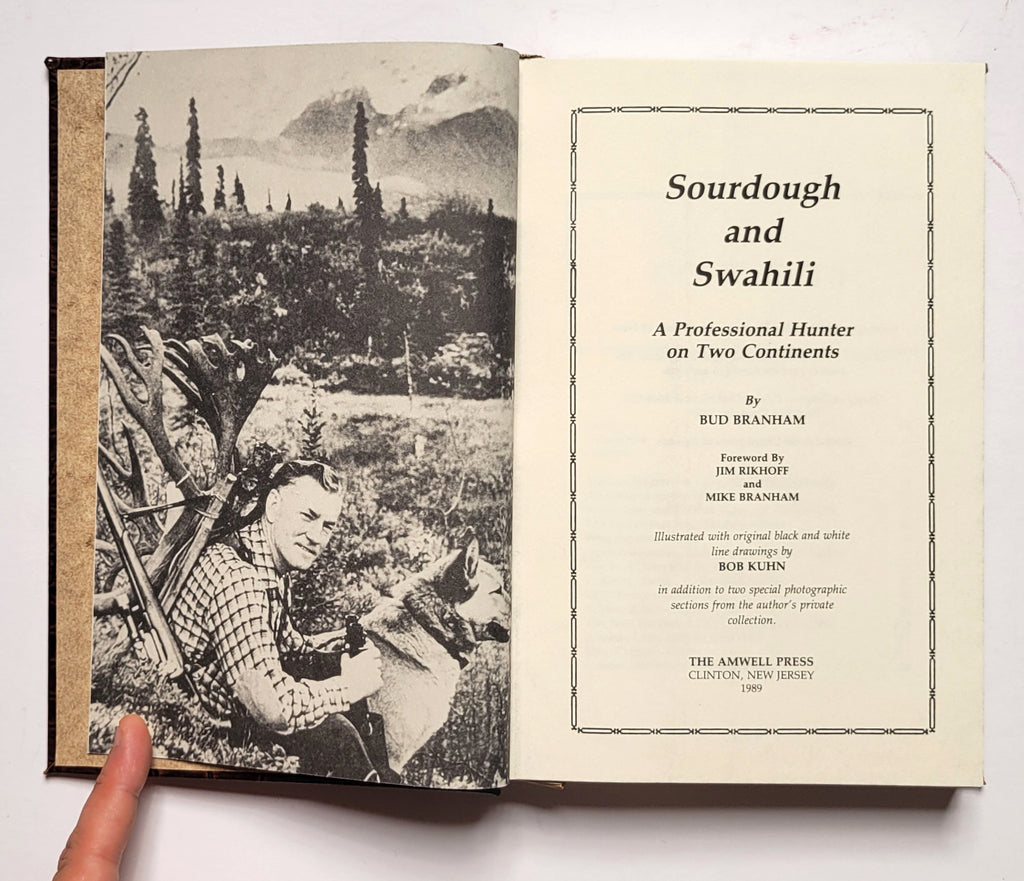 Sourdough
and
Swahili
A Professional Hunter
on Two Continents
By
BUD BRANHAM
Foreword By
JIM RIKHOFF
and
MIKE BRANHAM
Illustrated with original black and white
line drawings by
BOB KUHN
in addition to two special photographic
sections from the author's private
collection.
THE AMWELL PRESS
CLINTON, NEW JERSEY
1989